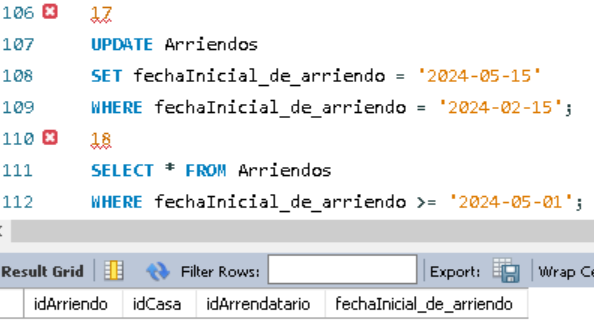 106 17
107 UPDATE Arriendos
108 SET fechaInicial_de_arriendo = '2024-05-15'
109 WHERE fechaInicial_de_arriendo = '2024-02-15';
110 18
111 SELECT * FROM Arriendos
112 WHERE fechaInicial_de_arriendo >= '2024-05-01';
Result Grid Filter Rows: Export: Wrap Ce
idArriendo idCasa idArrendatario fechaInicial_de_arriendo